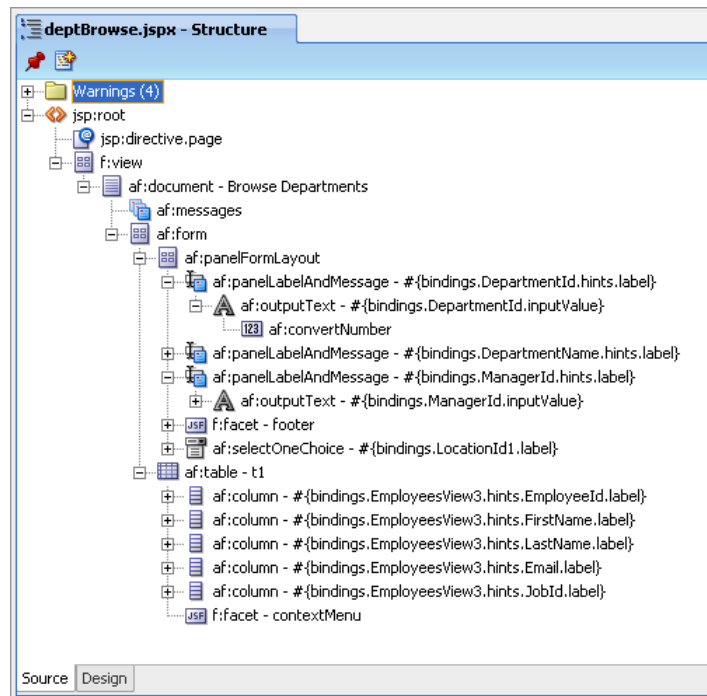 deptBrowse.jspx - Structure
Warnings (4)
jsp:root
jsp:directive.page
f:view
af:document - Browse Departments
af:messages
af:form
af:panelFormLayout
af:panelLabelAndMessage - #{bindings.DepartmentId.hints.label}
af:outputText - #{bindings.DepartmentId.inputValue}
123 af:convertNumber
af:panelLabelAndMessage - #{bindings.DepartmentName.hints.label}
af:panelLabelAndMessage - #{bindings.ManagerId.hints.label}
af:outputText - #{bindings.ManagerId.inputValue}
JSF f:facet - footer
af:selectOneChoice - #{bindings.LocationId1.label}
af:table - t1
af:column - #{bindings.EmployeesView3.hints.EmployeeId.label}
af:column - #{bindings.EmployeesView3.hints.FirstName.label}
af:column - #{bindings.EmployeesView3.hints.LastName.label}
af:column - #{bindings.EmployeesView3.hints.Email.label}
af:column - #{bindings.EmployeesView3.hints.JobId.label}
JSF f:facet - contextMenu
Source Design